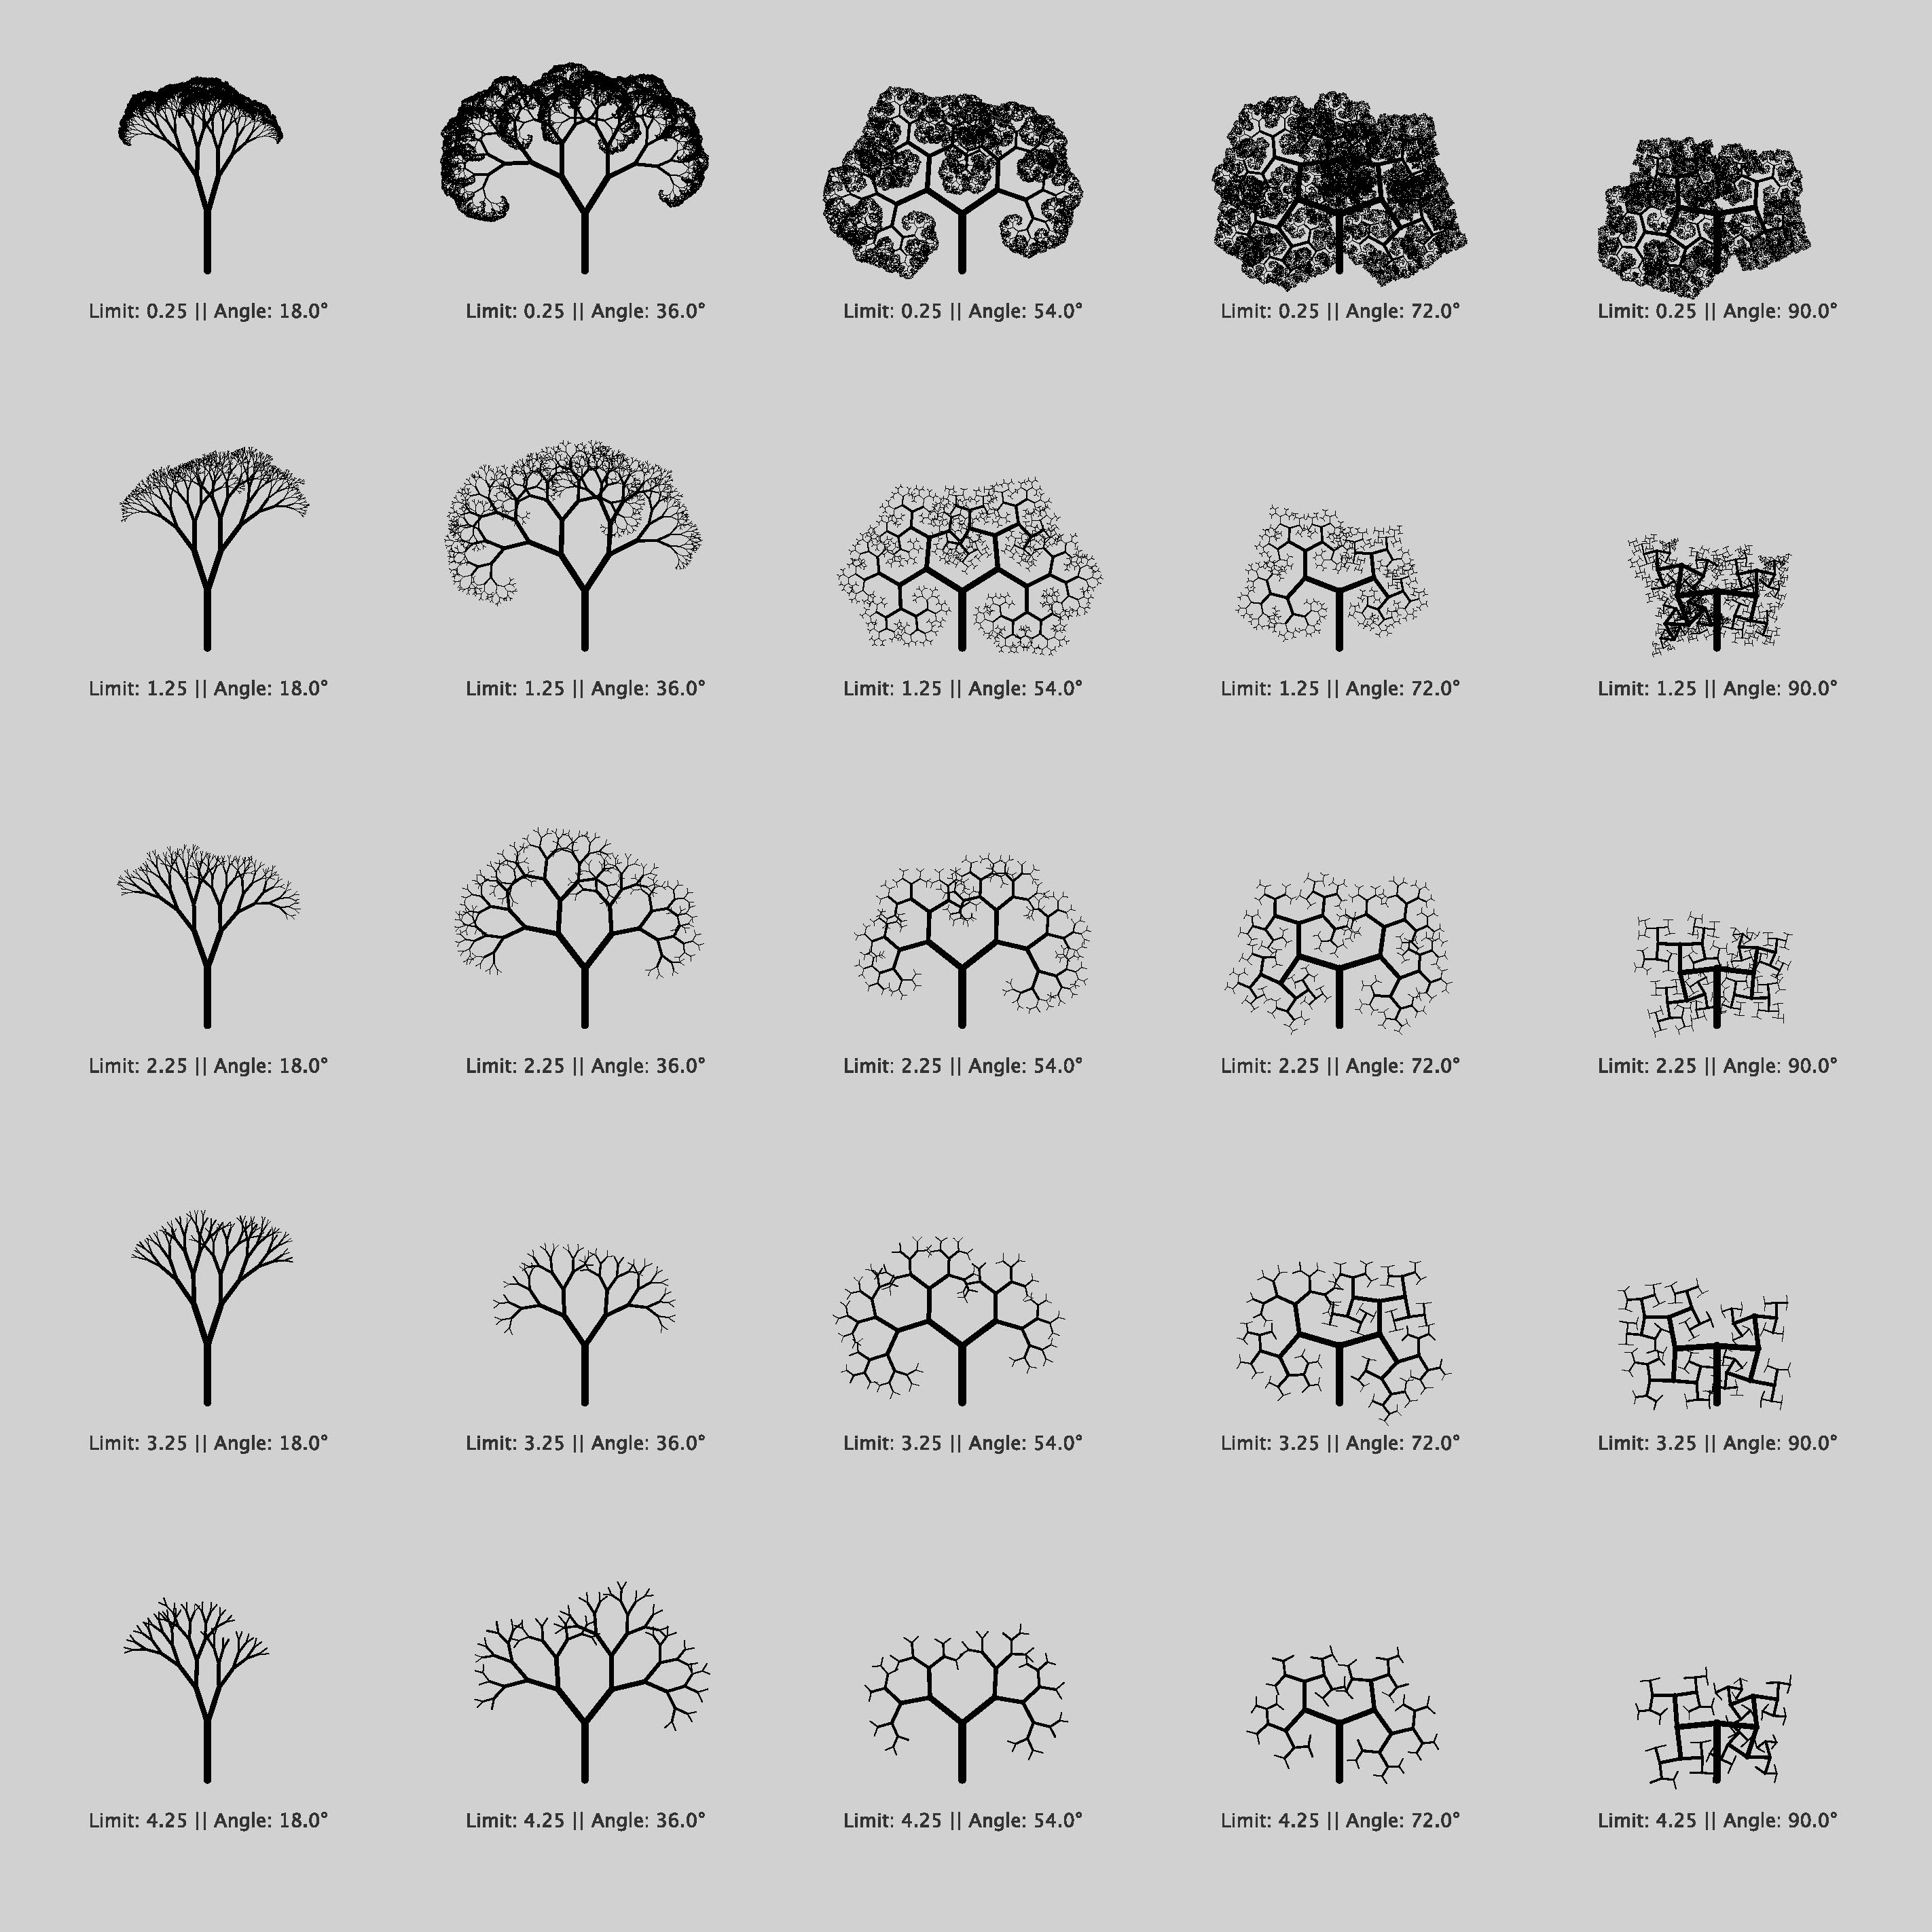 Limit: 0.25 || Angle: 18.0°
Limit: 0.25 || Angle: 36.0°
Limit: 0.25 || Angle: 54.0°
Limit: 0.25 || Angle: 72.0°
Limit: 0.25 || Angle: 90.0°
Limit: 1.25 || Angle: 18.0°
Limit: 1.25 || Angle: 36.0°
Limit: 1.25 || Angle: 54.0°
Limit: 1.25 || Angle: 72.0°
Limit: 1.25 || Angle: 90.0°
Limit: 2.25 || Angle: 18.0°
Limit: 2.25 || Angle: 36.0°
Limit: 2.25 || Angle: 54.0°
Limit: 2.25 || Angle: 72.0°
Limit: 2.25 || Angle: 90.0°
Limit: 3.25 || Angle: 18.0°
Limit: 3.25 || Angle: 36.0°
Limit: 3.25 || Angle: 54.0°
Limit: 3.25 || Angle: 72.0°
Limit: 3.25 || Angle: 90.0°
Limit: 4.25 || Angle: 18.0°
Limit: 4.25 || Angle: 36.0°
Limit: 4.25 || Angle: 54.0°
Limit: 4.25 || Angle: 72.0°
Limit: 4.25 || Angle: 90.0°